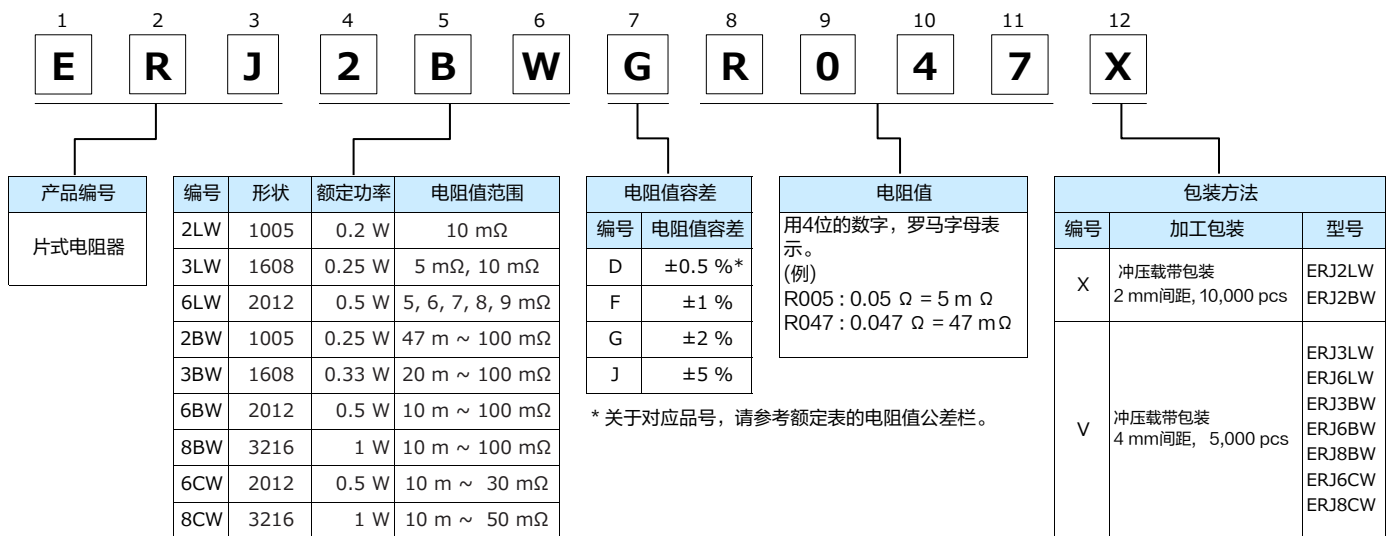 1 2 3 4 5 6 7 8 9 10 11 12
E R J 2 B W G R 0 4 7 X
产品编号
片式电阻器
编号 形状 额定功率 电阻值范围
2LW 1005 0.2 W 10 mΩ
3LW 1608 0.25 W 5 mΩ, 10 mΩ
6LW 2012 0.5 W 5, 6, 7, 8, 9 mΩ
2BW 1005 0.25 W 47 m ~ 100 mΩ
3BW 1608 0.33 W 20 m ~ 100 mΩ
6BW 2012 0.5 W 10 m ~ 100 mΩ
8BW 3216 1 W 10 m ~ 100 mΩ
6CW 2012 0.5 W 10 m ~ 30 mΩ
8CW 3216 1 W 10 m ~ 50 mΩ
电阻值容差
编号 电阻值容差
D ±0.5 %*
F ±1 %
G ±2 %
J ±5 %
* 关于对应品号，请参考额定表的电阻值公差栏。
电阻值
用4位的数字，罗马字母表
示。
(例)
R005 : 0.05 Ω = 5 m Ω
R047 : 0.047 Ω = 47 mΩ
包装方法
编号 加工包装 型号
X
冲压载带包装
2 mm间距, 10,000 pcs
ERJ2LW
ERJ2BW
V
冲压载带包装
4 mm间距, 5,000 pcs
ERJ3LW
ERJ6LW
ERJ3BW
ERJ6BW
ERJ8BW
ERJ6CW
ERJ8CW